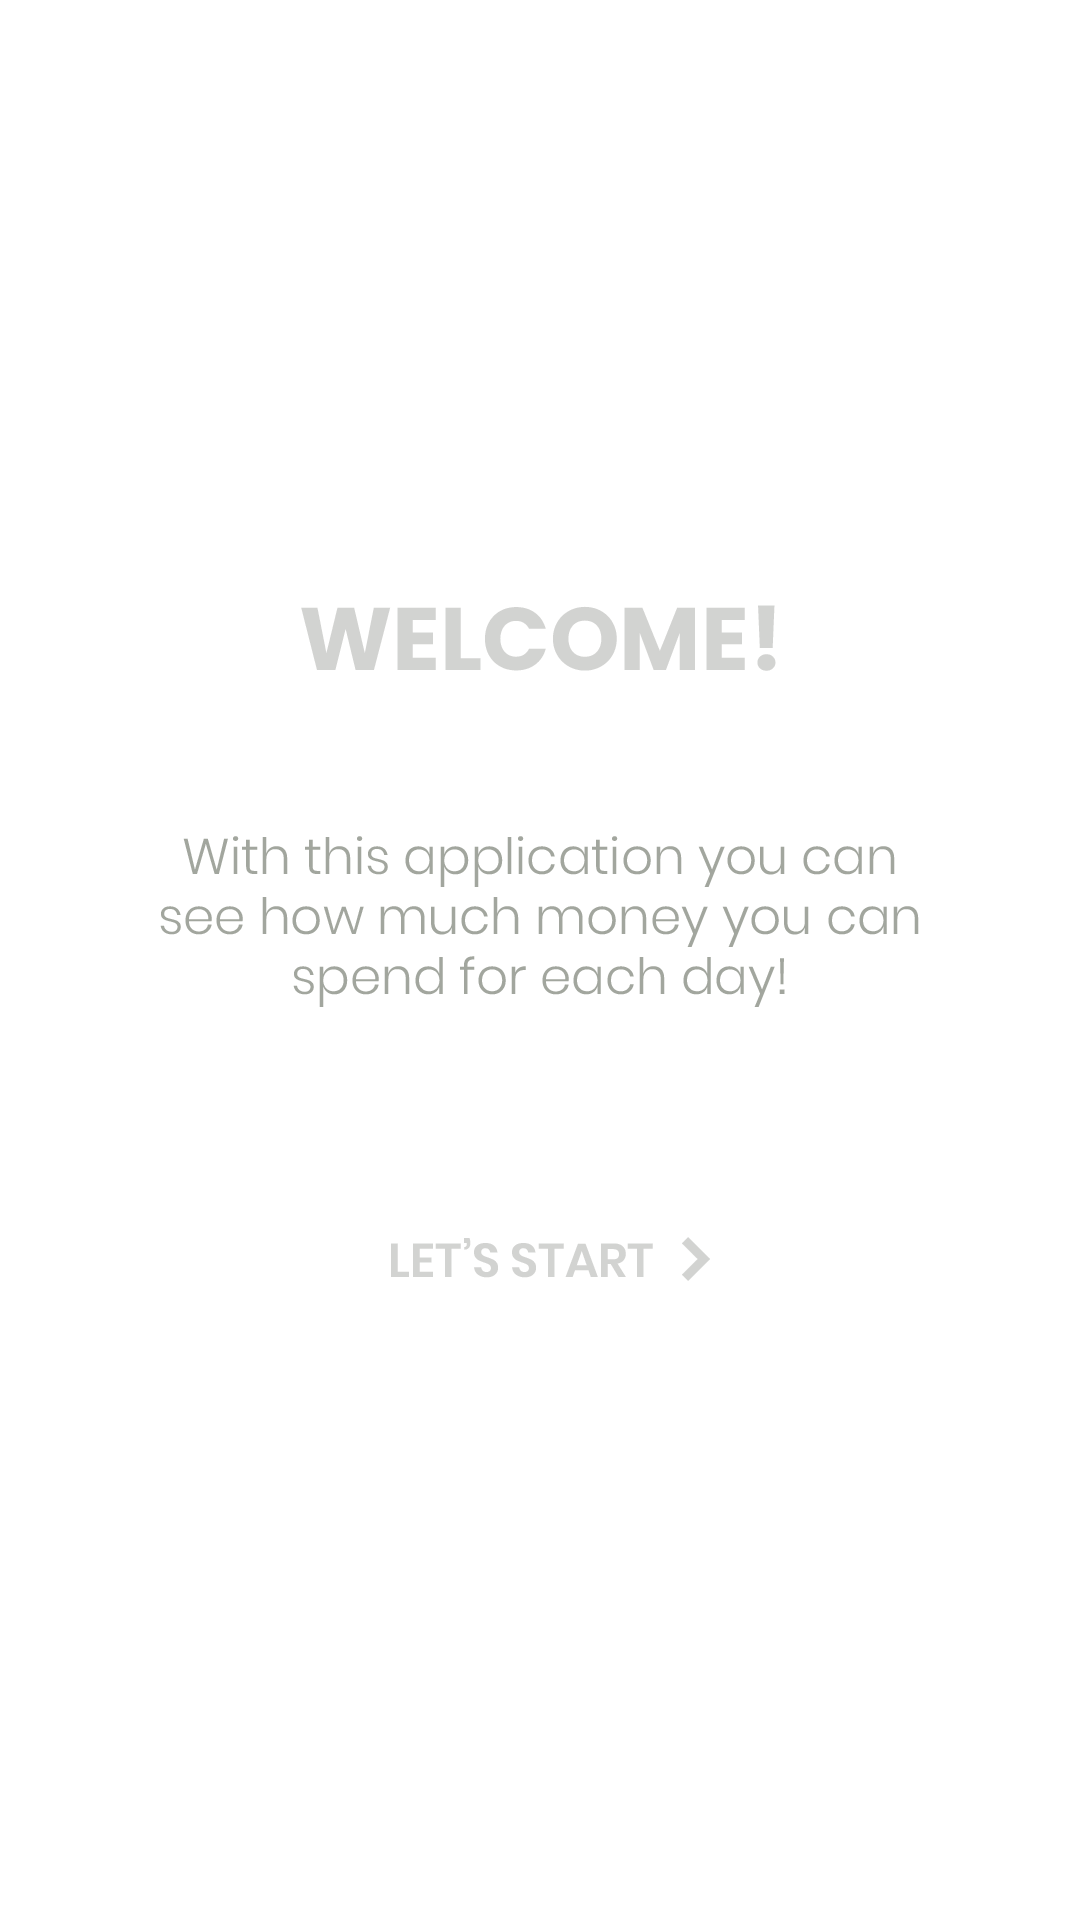 WELCOME!
With this application you can
see how much money you can
spend for each day!
LET’S START